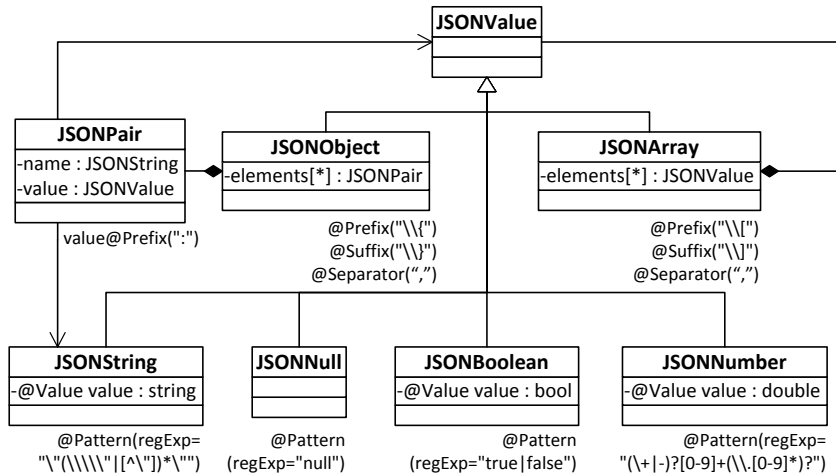 JSONValue
JSONPair
-name : JSONString
-value : JSONValue
value@Prefix(":")
JSONObject
-elements[*] : JSONPair
@Prefix("\\{")
@Suffix("\\}")
@Separator(“,”)
JSONArray
-elements[*] : JSONValue
@Prefix("\\[")
@Suffix("\\]")
@Separator(“,”)
JSONString
-@Value value : string
@Pattern(regExp=
"\"(\\\\\"|[^\"])*\"")
JSONNull
@Pattern
(regExp="null")
JSONBoolean
-@Value value : bool
@Pattern
(regExp="true|false")
JSONNumber
-@Value value : double
@Pattern(regExp=
"(\+|-)?[0-9]+(\\.[0-9]*)?")